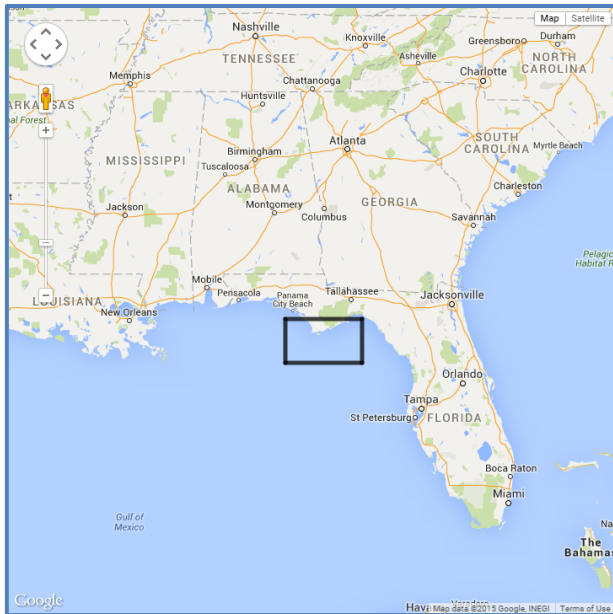 Map
Satellite
Nashville
Knoxville
Greensboro
Durham
TENNESSEE
Asheville
NORTH
CAROLINA
Charlotte
Memphis
Chattanooga
Huntsville
ARKANSAS
nal Forest
SOUTH
CAROLINA
Myrtle Beach
Birmingham
Atlanta
MISSISSIPPI
Tuscaloosa
ALABAMA
GEORGIA
Charleston
Jackson
Montgomery
Columbus
Savannah
Pelagic
Habitat R
Mobile
Pensacola
Panama
City Beach
Tallahassee
Jacksonville
LOUISIANA
New Orleans
Orlando
Tampa
St Petersburg
FLORIDA
Boca Raton
Miami
Gulf of
Mexico
Na
The
Bahamas
Google
Hav
Varadero
Map data ©2015 Google, INEGI
Terms of Use